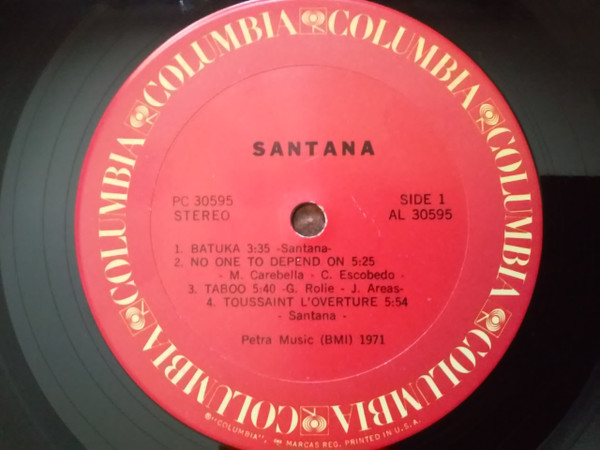 COLUMBIA COLUMBIA COLUMBIA COLUMBIA COLUMBIA COLUMBIA
SANTANA
PC 30595
STEREO
SIDE 1
AL 30595
1. BATUKA 3:35 -Santana-
2. NO ONE TO DEPEND ON 5:25
- M. Carebella - C. Escobedo -
3. TABOO 5:40 -G. Rolie - J. Areas-
4. TOUSSAINT L'OVERTURE 5:54
- Santana -
Petra Music (BMI) 1971
® "COLUMBIA", MARCAS REG. PRINTED IN U.S.A.